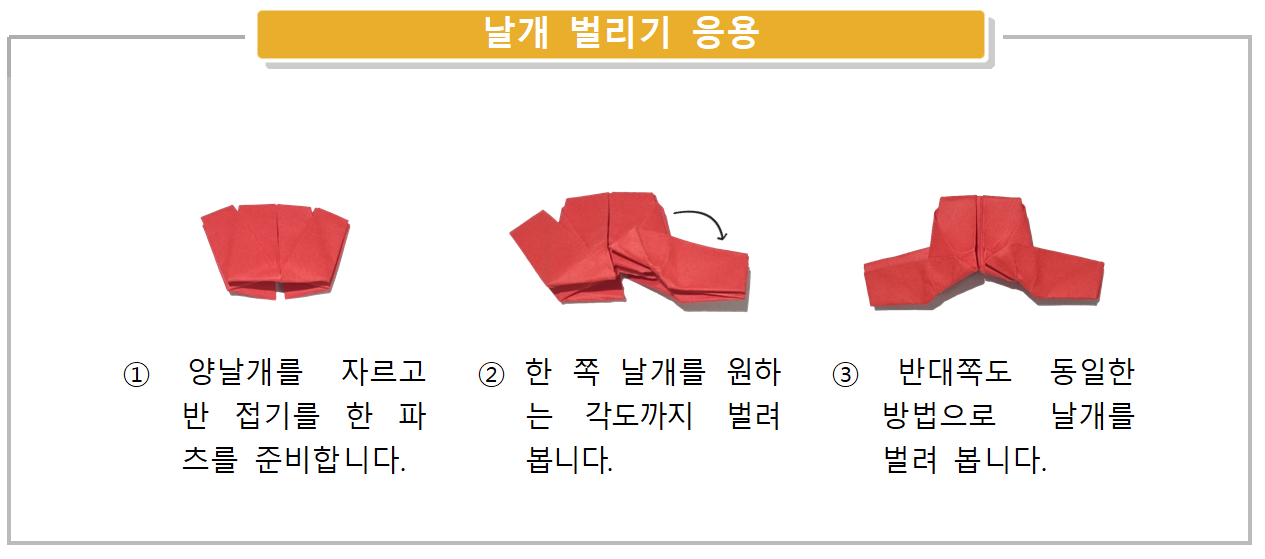 날개 벌리기 응용
① 양날개를 자르고
반 접기를 한 파
츠를 준비합니다.
② 한 쪽 날개를 원하
는 각도까지 벌려
봅니다.
③ 반대쪽도 동일한
방법으로 날개를
벌려 봅니다.